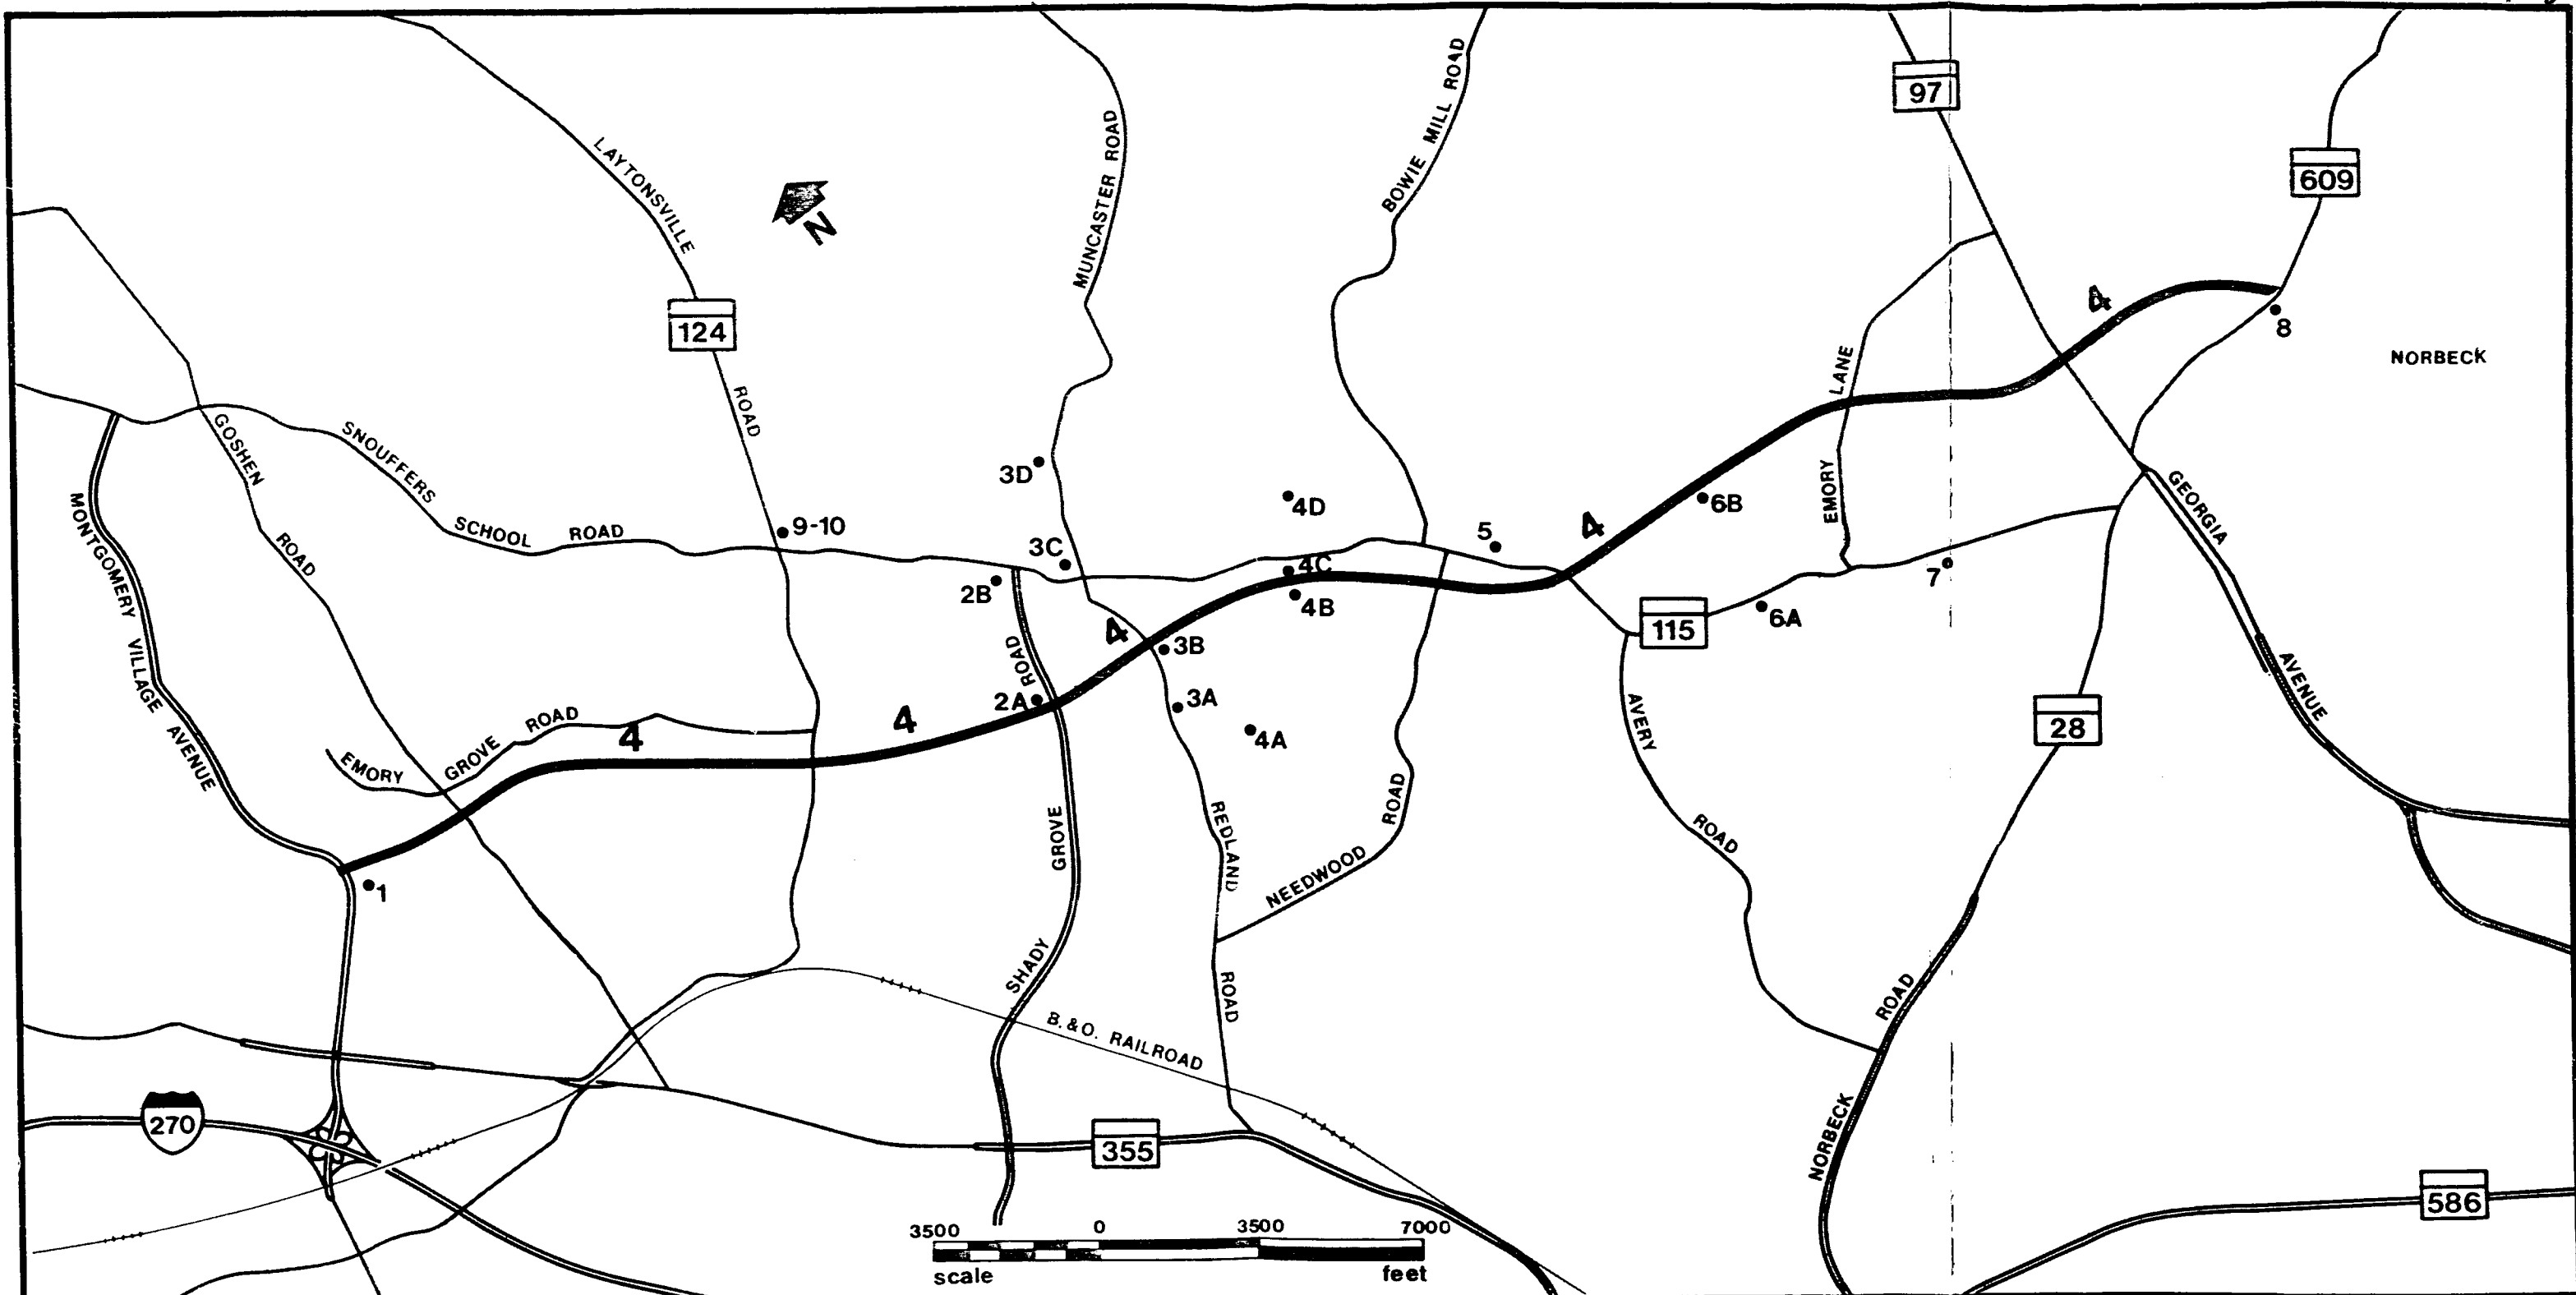 97
609
LAYTONSVILLE
ROAD
124
N
MUNCASTER ROAD
BOWIE MILL ROAD
4
8
NORBECK
GOSHEN
ROAD
SNOUFFERS
SCHOOL ROAD
MONTGOMERY VILLAGE AVENUE
9-10
3D
3C
4D
4C
4B
5
4
6B
EMORY LANE
7
6A
115
GEORGIA
AVENUE
2B
ROAD
2A
4
3B
3A
4A
EMORY GROVE ROAD
4
4
1
GROVE
SHADY
REDLAND
ROAD
NEEDWOOD
ROAD
AVERY
ROAD
28
ROAD
NORBECK
B.&O. RAILROAD
270
355
586
3500 0 3500 7000
scale feet